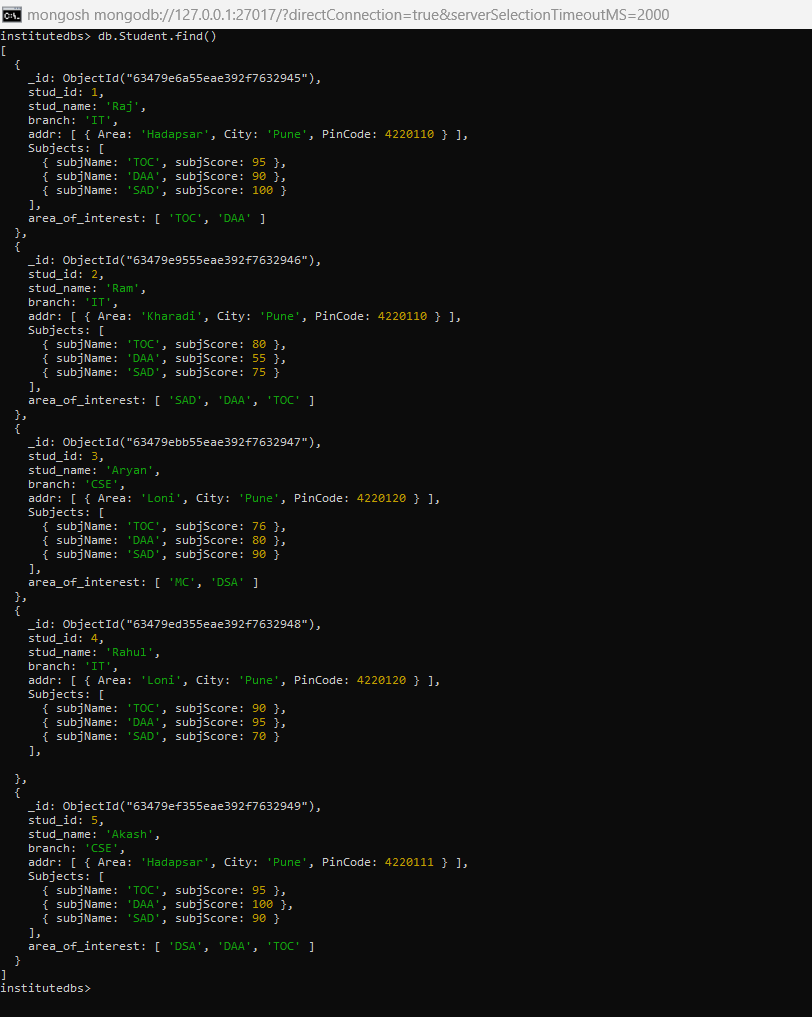 mongosh mongodb://127.0.0.1:27017/?directConnection=true&serverSelectionTimeoutMS=2000
institutedbs> db.Student.find()
[
  {
    _id: ObjectId("63479e6a55eae392f7632945"),
    stud_id: 1,
    stud_name: 'Raj',
    branch: 'IT',
    addr: [ { Area: 'Hadapsar', City: 'Pune', PinCode: 4220110 } ],
    Subjects: [
      { subjName: 'TOC', subjScore: 95 },
      { subjName: 'DAA', subjScore: 90 },
      { subjName: 'SAD', subjScore: 100 }
    ],
    area_of_interest: [ 'TOC', 'DAA' ]
  },
  {
    _id: ObjectId("63479e9555eae392f7632946"),
    stud_id: 2,
    stud_name: 'Ram',
    branch: 'IT',
    addr: [ { Area: 'Kharadi', City: 'Pune', PinCode: 4220110 } ],
    Subjects: [
      { subjName: 'TOC', subjScore: 80 },
      { subjName: 'DAA', subjScore: 55 },
      { subjName: 'SAD', subjScore: 75 }
    ],
    area_of_interest: [ 'SAD', 'DAA', 'TOC' ]
  },
  {
    _id: ObjectId("63479ebb55eae392f7632947"),
    stud_id: 3,
    stud_name: 'Aryan',
    branch: 'CSE',
    addr: [ { Area: 'Loni', City: 'Pune', PinCode: 4220120 } ],
    Subjects: [
      { subjName: 'TOC', subjScore: 76 },
      { subjName: 'DAA', subjScore: 80 },
      { subjName: 'SAD', subjScore: 90 }
    ],
    area_of_interest: [ 'MC', 'DSA' ]
  },
  {
    _id: ObjectId("63479ed355eae392f7632948"),
    stud_id: 4,
    stud_name: 'Rahul',
    branch: 'IT',
    addr: [ { Area: 'Loni', City: 'Pune', PinCode: 4220120 } ],
    Subjects: [
      { subjName: 'TOC', subjScore: 90 },
      { subjName: 'DAA', subjScore: 95 },
      { subjName: 'SAD', subjScore: 70 }
    ],

  },
  {
    _id: ObjectId("63479ef355eae392f7632949"),
    stud_id: 5,
    stud_name: 'Akash',
    branch: 'CSE',
    addr: [ { Area: 'Hadapsar', City: 'Pune', PinCode: 4220111 } ],
    Subjects: [
      { subjName: 'TOC', subjScore: 95 },
      { subjName: 'DAA', subjScore: 100 },
      { subjName: 'SAD', subjScore: 90 }
    ],
    area_of_interest: [ 'DSA', 'DAA', 'TOC' ]
  }
]
institutedbs>